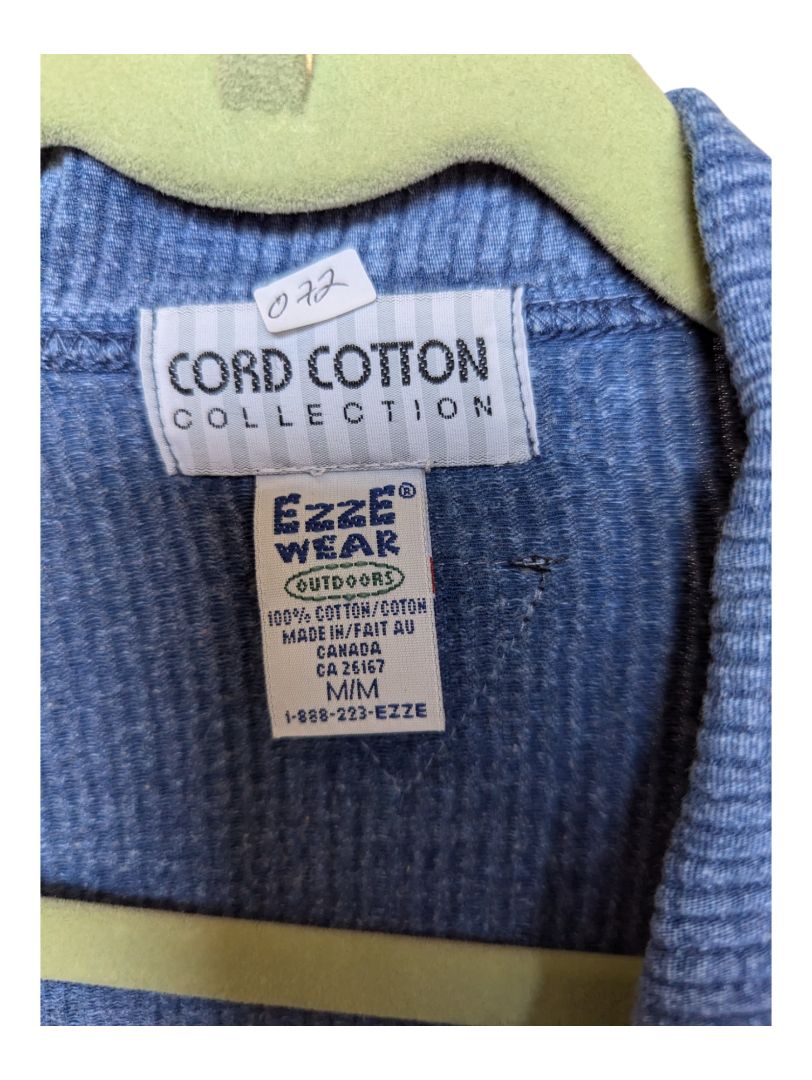 072
CORD COTTON
COLLECTION
EZZE®
WEAR
OUTDOORS
100% COTTON/COTON
MADE IN/FAIT AU
CANADA
CA 26167
M/M
1-888-223-EZZE